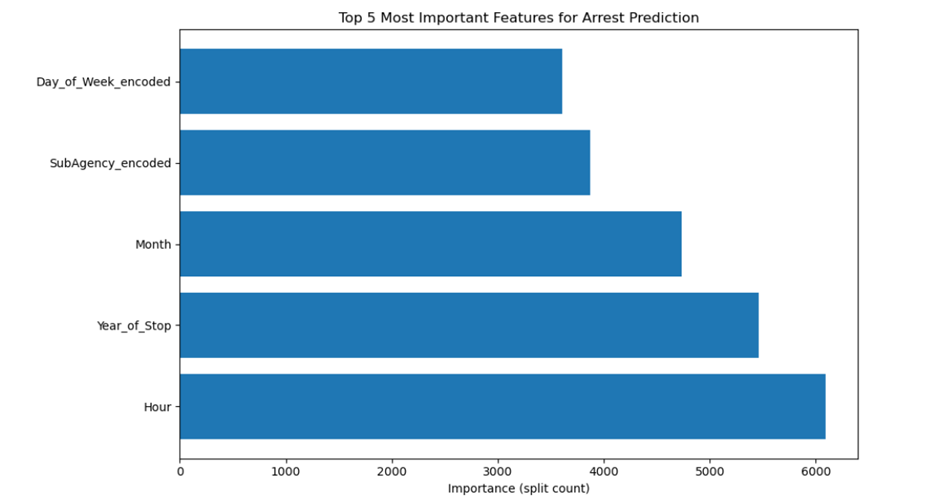 Top 5 Most Important Features for Arrest Prediction
Day_of_Week_encoded
SubAgency_encoded
Month
Year_of_Stop
Hour
0 1000 2000 3000 4000 5000 6000
Importance (split count)